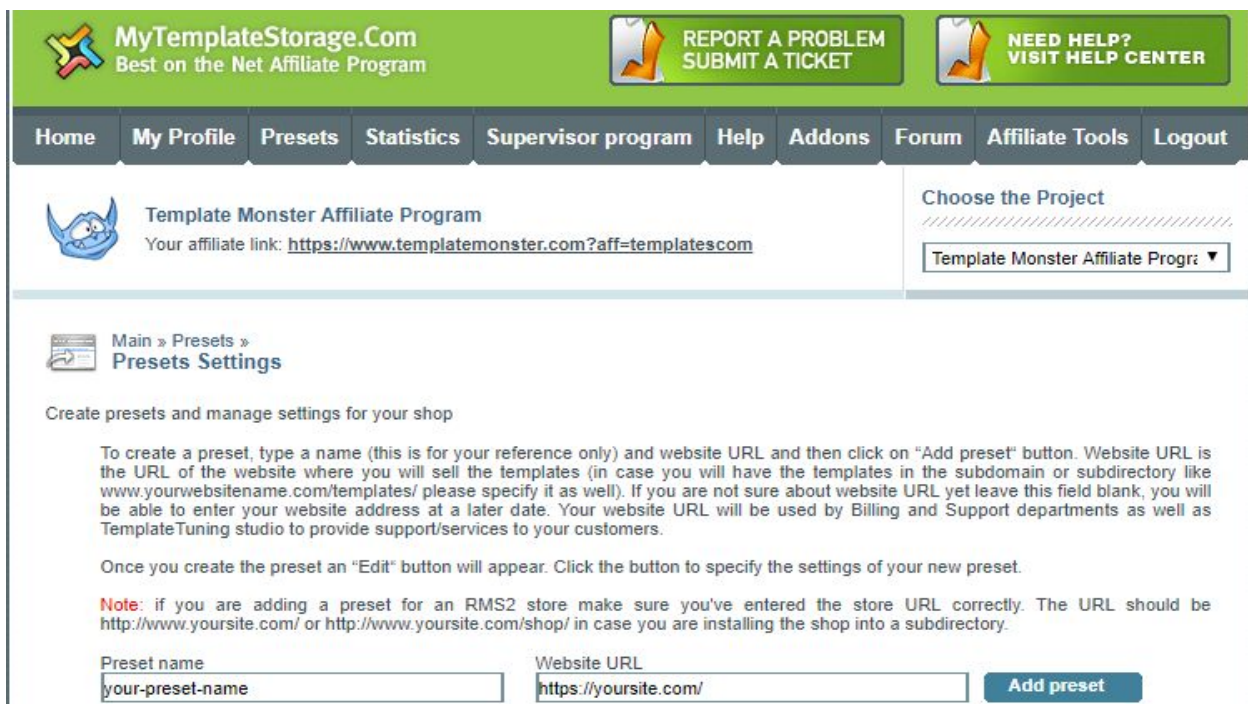 MyTemplateStorage.Com
Best on the Net Affiliate Program
REPORT A PROBLEM
SUBMIT A TICKET
NEED HELP?
VISIT HELP CENTER
Home My Profile Presets Statistics Supervisor program Help Addons Forum Affiliate Tools Logout
Template Monster Affiliate Program
Your affiliate link: https://www.templatemonster.com?aff=templatescom
Choose the Project
Template Monster Affiliate Progra
Main » Presets »
Presets Settings
Create presets and manage settings for your shop
To create a preset, type a name (this is for your reference only) and website URL and then click on “Add preset“ button. Website URL is
the URL of the website where you will sell the templates (in case you will have the templates in the subdomain or subdirectory like
www.yourwebsitename.com/templates/ please specify it as well). If you are not sure about website URL yet leave this field blank, you will
be able to enter your website address at a later date. Your website URL will be used by Billing and Support departments as well as
TemplateTuning studio to provide support/services to your customers.
Once you create the preset an “Edit“ button will appear. Click the button to specify the settings of your new preset.
Note: if you are adding a preset for an RMS2 store make sure you've entered the store URL correctly. The URL should be
http://www.yoursite.com/ or http://www.yoursite.com/shop/ in case you are installing the shop into a subdirectory.
Preset name
your-preset-name
Website URL
https://yoursite.com/
Add preset